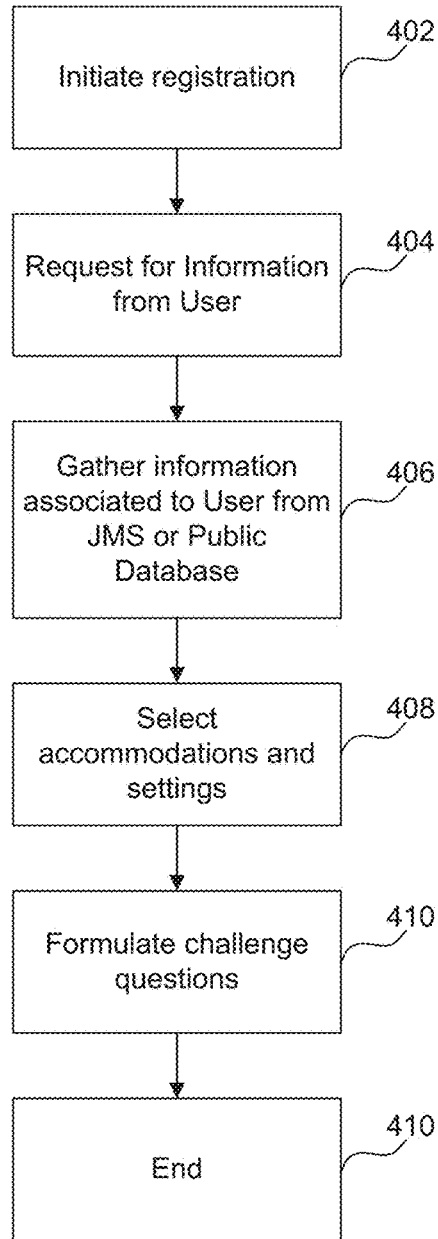 402
Initiate registration
404
Request for Information
from User
406
Gather information
associated to User from
JMS or Public
Database
408
Select
accommodations and
settings
410
Formulate challenge
questions
410
End